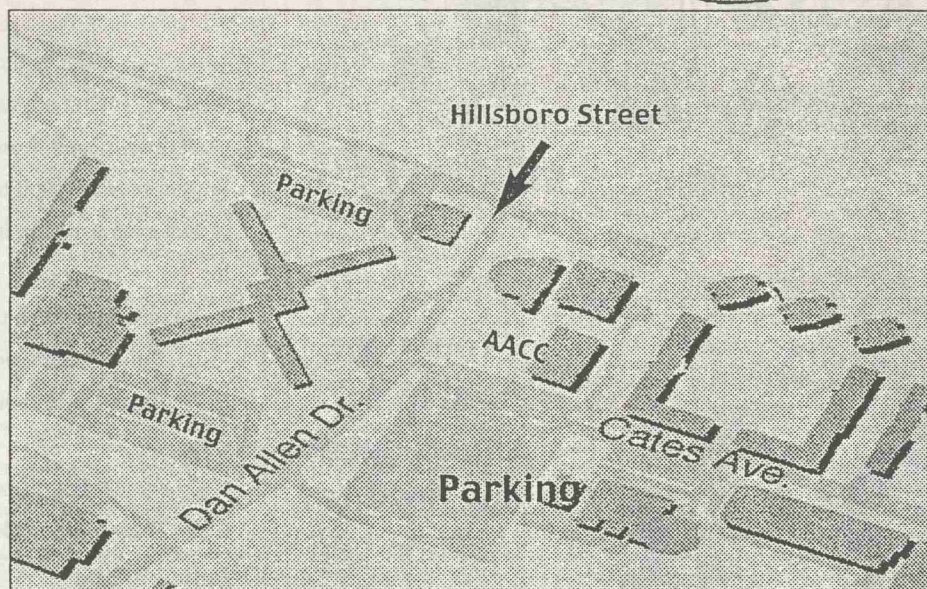 Hillsboro Street
Parking
AACC
Parking
Dan Allen Dr.
Cates Ave.
Parking